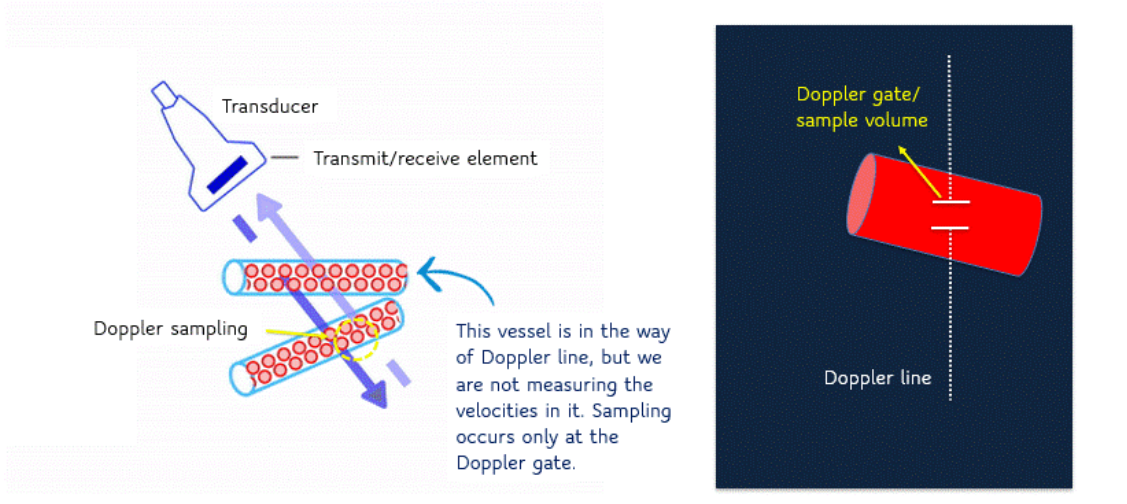 Transducer
Transmit/receive element
Doppler sampling
This vessel is in the way
of Doppler line, but we
are not measuring the
velocities in it. Sampling
occurs only at the
Doppler gate.
Doppler gate/
sample volume
Doppler line